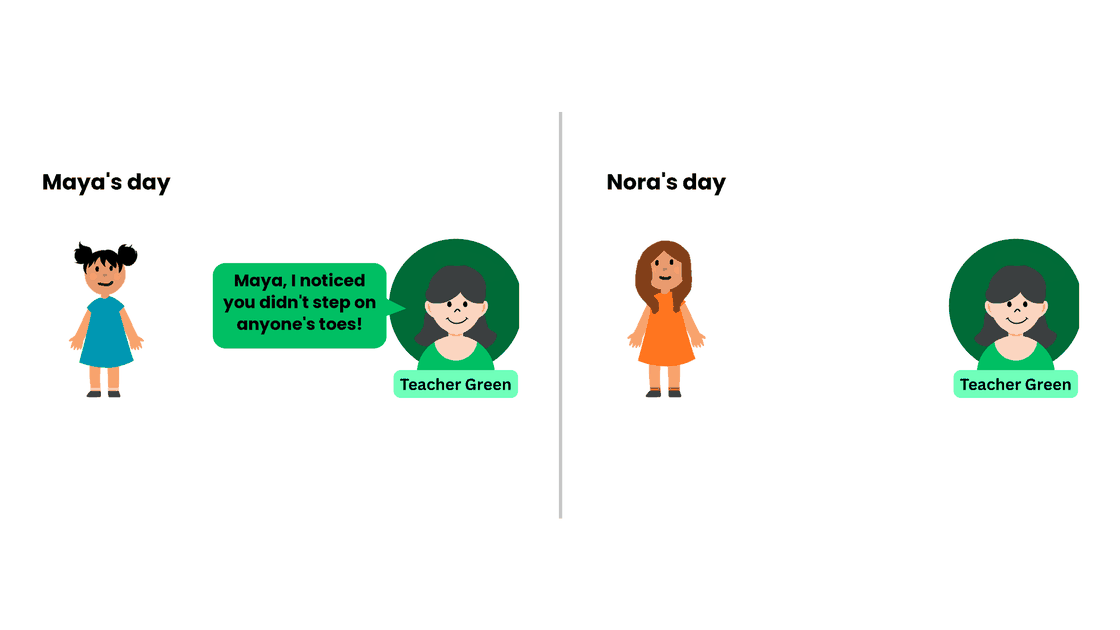 Maya's day
Maya, I noticed
you didn't step on
anyone's toes!
Teacher Green
Nora's day
Teacher Green